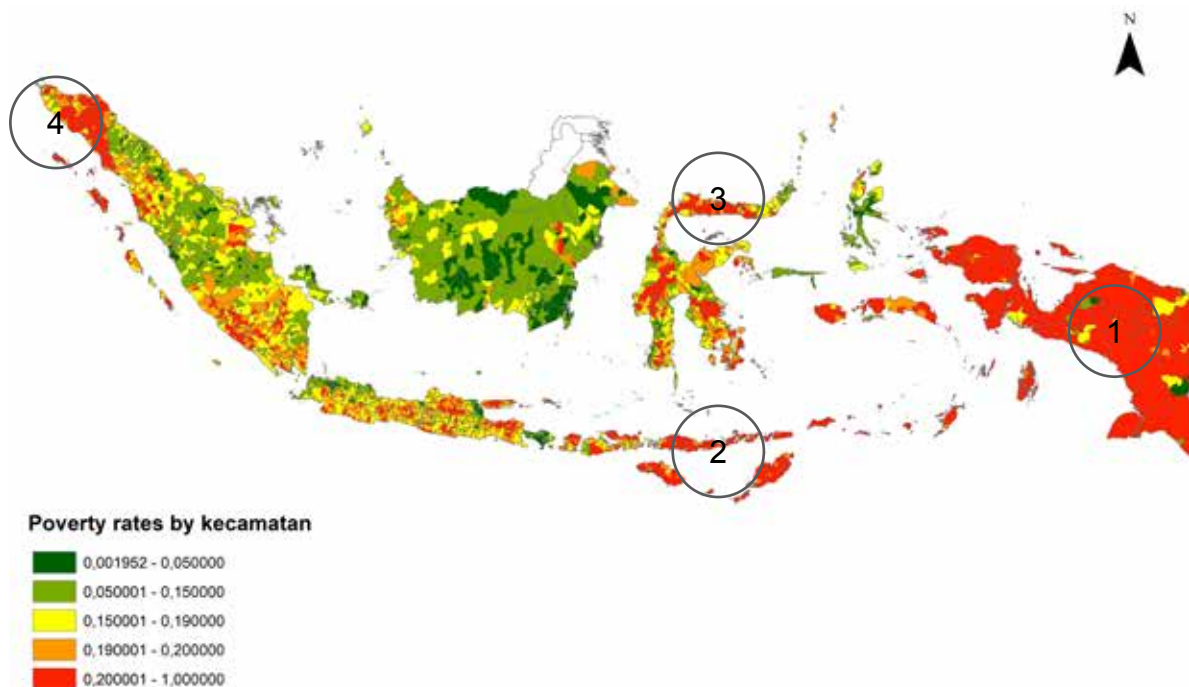 N
4
3
1
2
Poverty rates by kecamatan
0,001952 - 0,050000
0,050001 - 0,150000
0,150001 - 0,190000
0,190001 - 0,200000
0,200001 - 1,000000